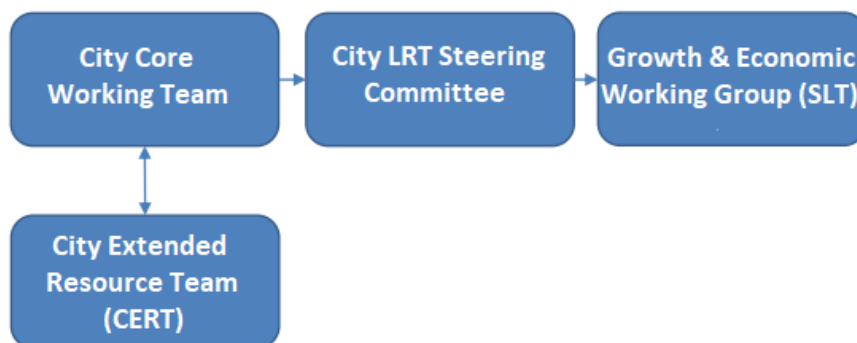 City Core
Working Team
City LRT Steering
Committee
Growth & Economic
Working Group (SLT)
City Extended
Resource Team
(CERT)